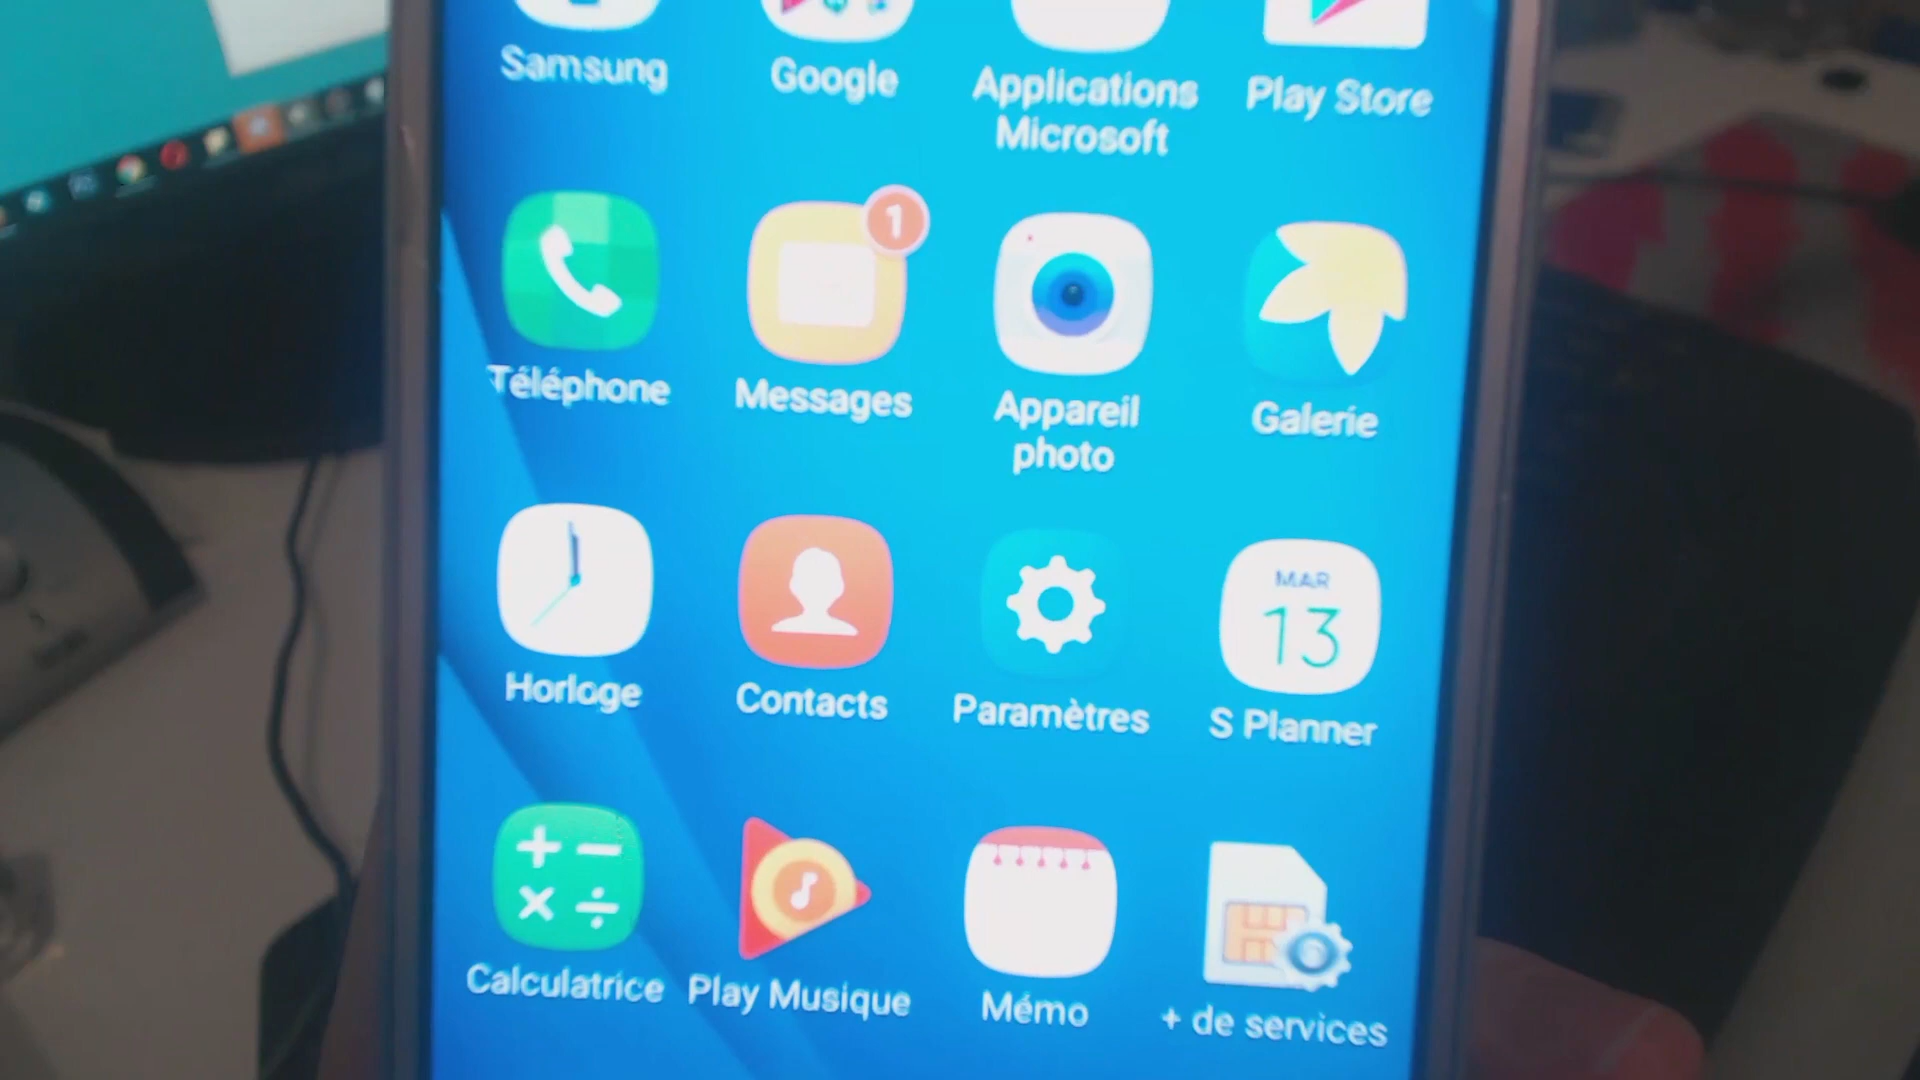 Samsung
Google
Applications
Microsoft
Play Store
1
Téléphone
Messages
Appareil
photo
Galerie
Horloge
Contacts
Paramètres
MAR
13
S Planner
Calculatrice
Play Musique
Mémo
+ de services